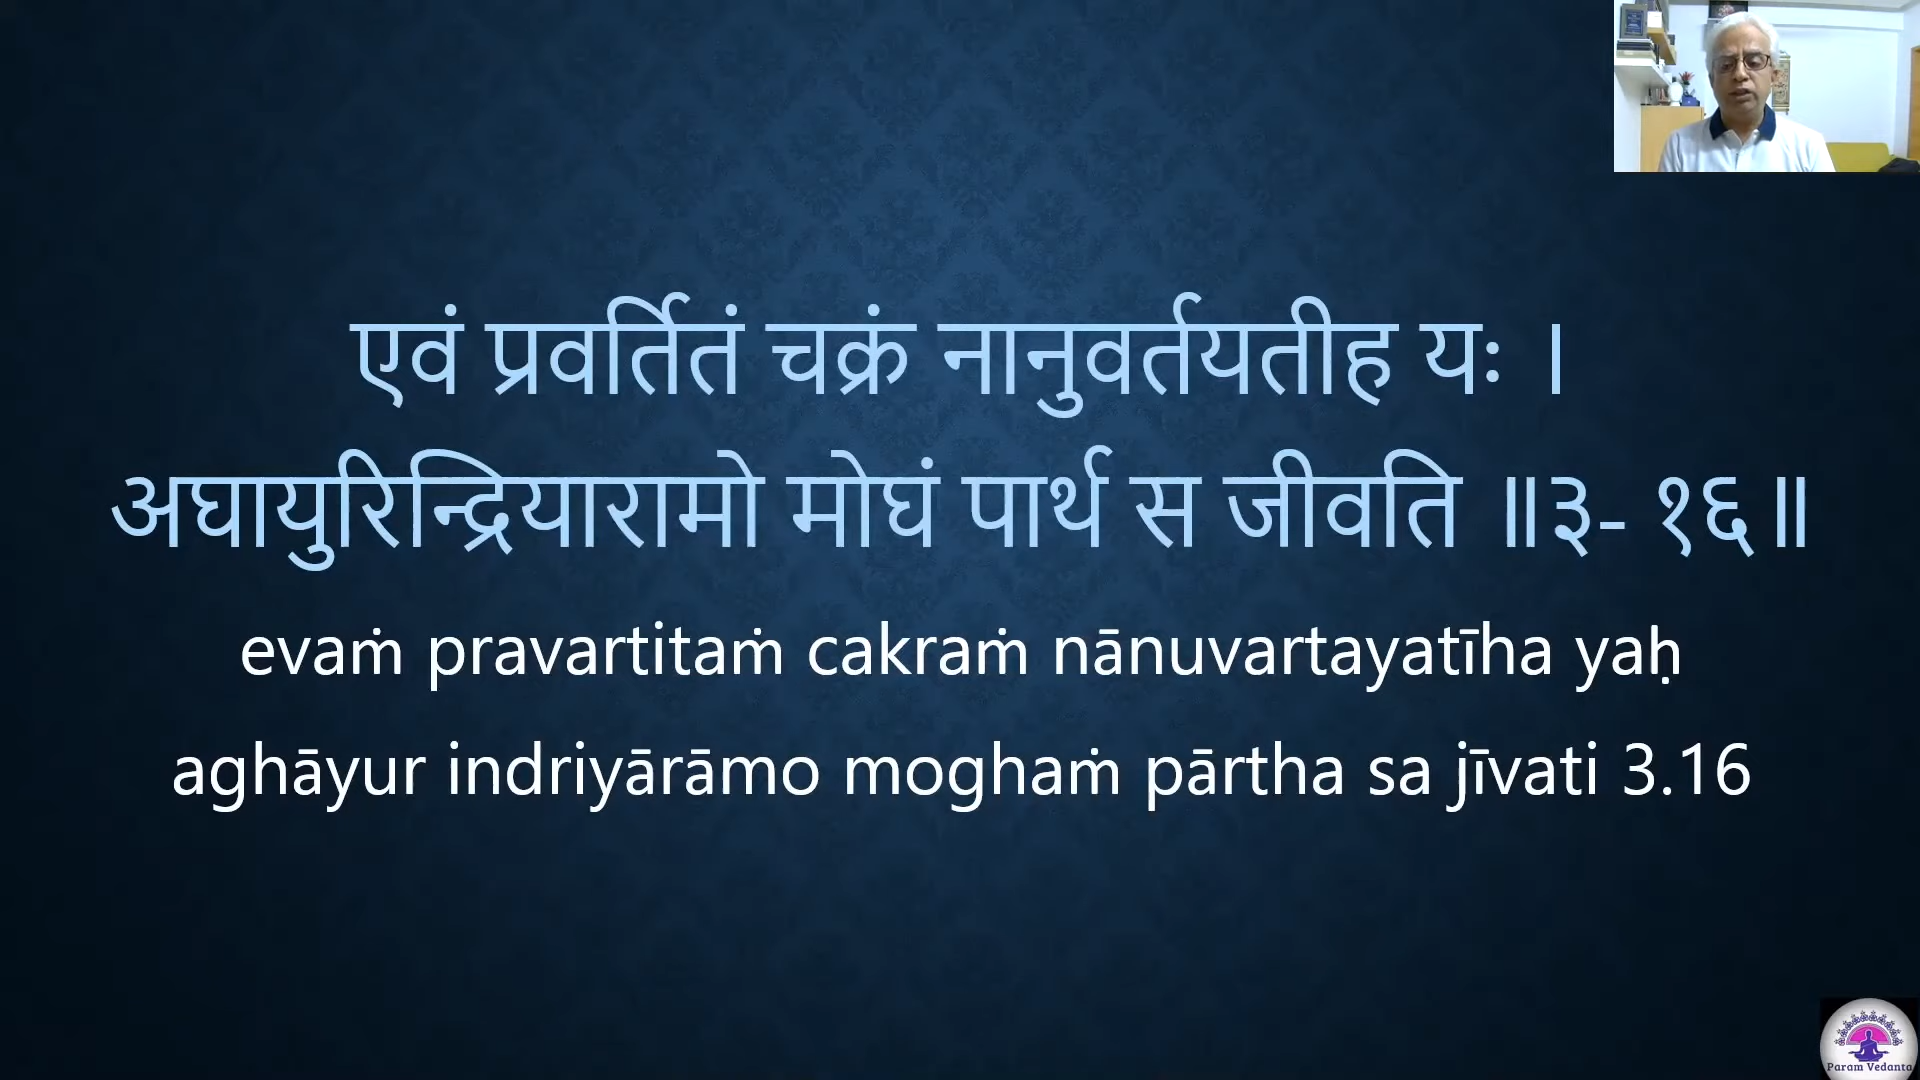 एवं प्रवर्तितं चक्रं नानुवर्तयतीह यः ।
अघायुरिन्द्रियारामो मोघं पार्थ स जीवति ॥३- १६॥
evaṁ pravartitaṁ cakraṁ nānuvartayatīha yaḥ
aghāyur indriyārāmo moghaṁ pārtha sa jīvati 3.16
Param Vedanta